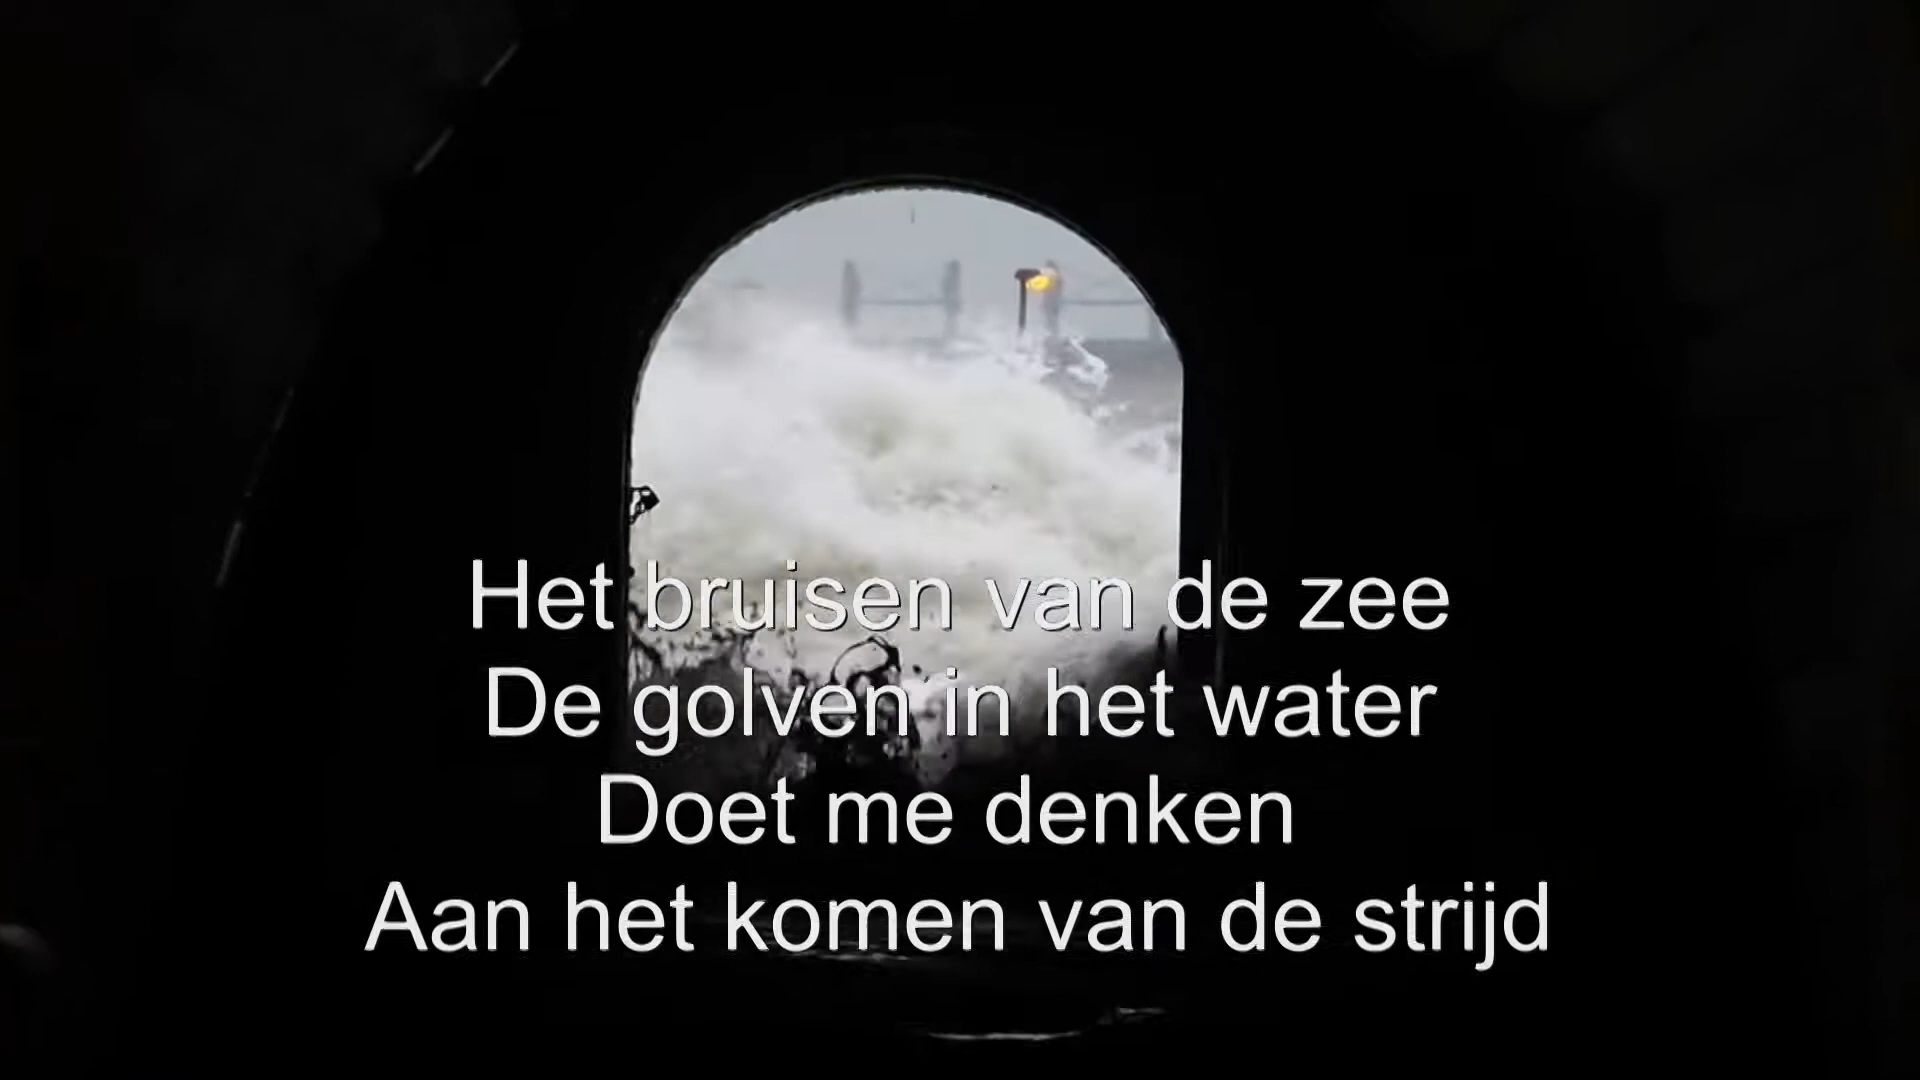 Het bruisen van de zee
De golven in het water
Doet me denken
Aan het komen van de strijd